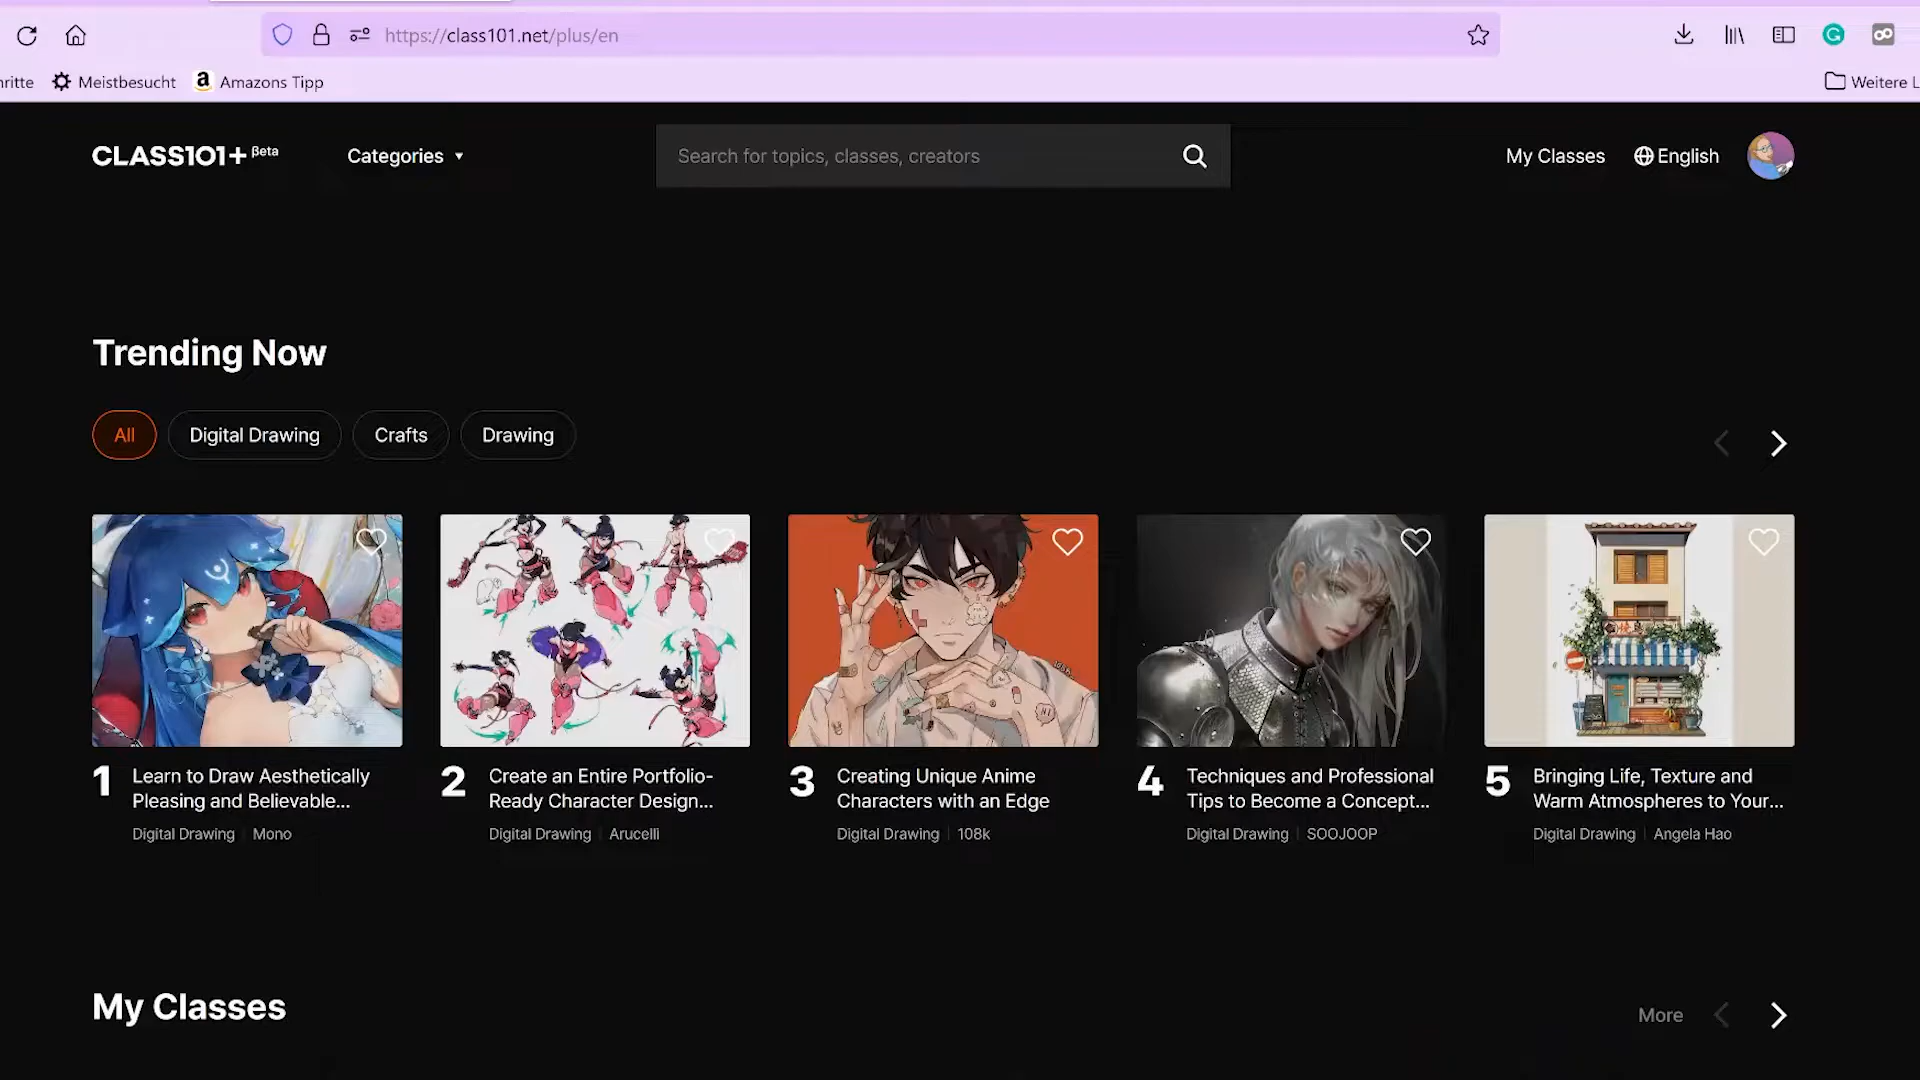 https://class101.net/plus/en
Meistbesucht
Amazons Tipp
CLASS101+ Beta
Categories
Search for topics, classes, creators
My Classes
English
Trending Now
All
Digital Drawing
Crafts
Drawing
1
Learn to Draw Aesthetically
Pleasing and Believable...
Digital Drawing | Mono
2
Create an Entire Portfolio-
Ready Character Design...
Digital Drawing | Arucelli
3
Creating Unique Anime
Characters with an Edge
Digital Drawing | 108k
4
Techniques and Professional
Tips to Become a Concept...
Digital Drawing | SOOJOOP
5
Bringing Life, Texture and
Warm Atmospheres to Your...
Digital Drawing | Angela Hao
My Classes
More